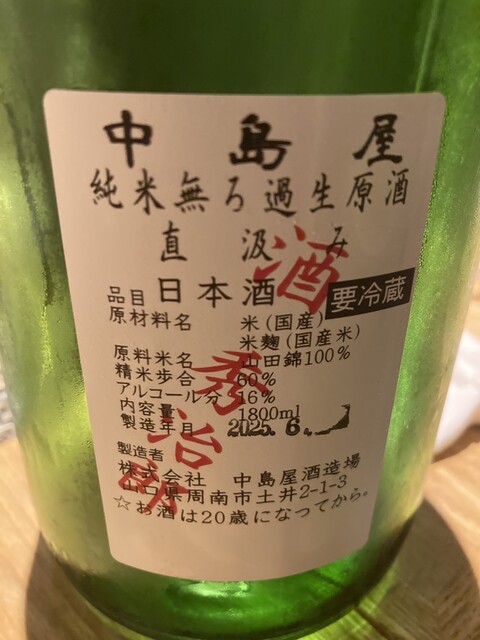 中島屋
純米無ろ過生原酒
直汲み
品目 日本酒 要冷蔵
原材料名 米(国産)
米麹(国産米)
原料米名 山田錦100%
精米歩合 60%
アルコール分 16%
内容量 1800ml
製造年月 2025.6.
製造者
株式会社 中島屋酒造場
山口県周南市土井2-1-3
☆お酒は20歳になってから。
酒
秀治郎